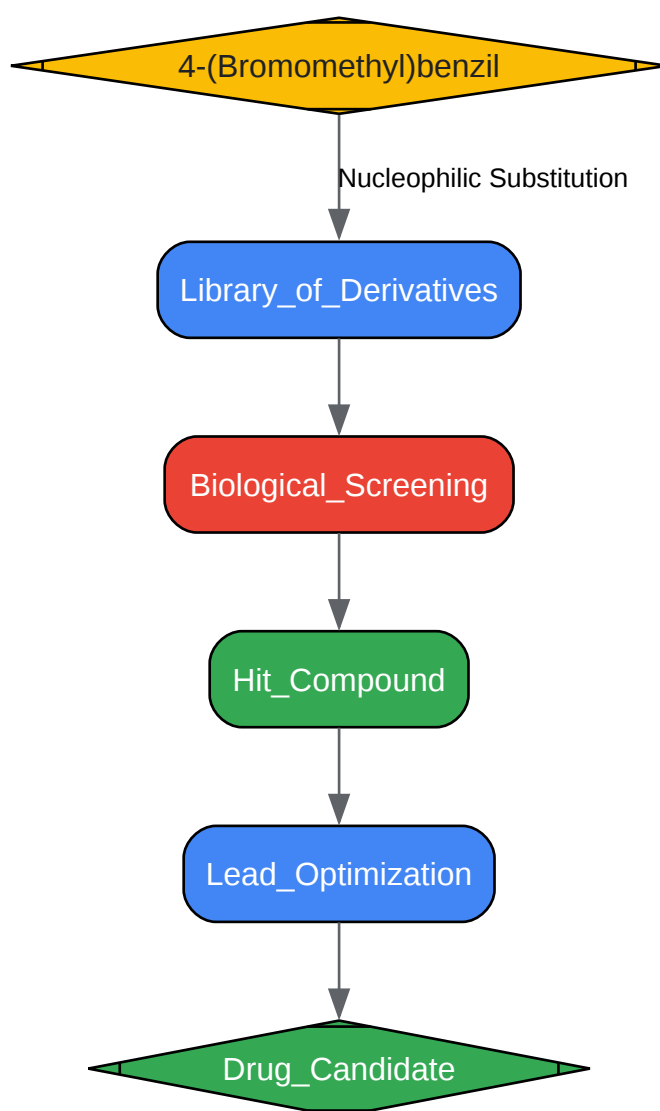 4-(Bromomethyl)benzil
Nucleophilic Substitution
Library_of_Derivatives
Biological_Screening
Hit_Compound
Lead_Optimization
Drug_Candidate